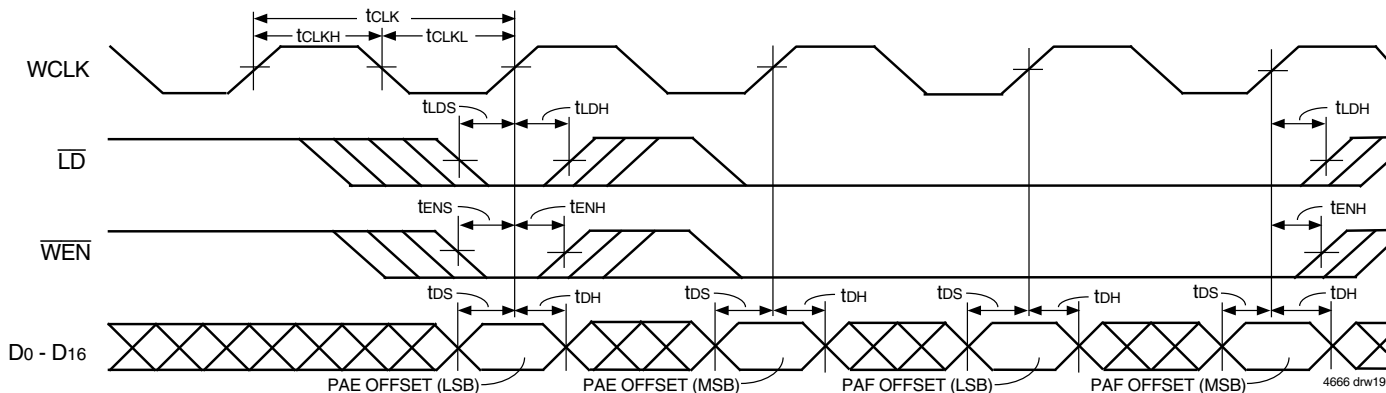 tCLK
tCLKH tCLKL
WCLK
tLDS tLDH tLDH
LD
tENS tENH tENH
WEN
tDS tDH tDS tDH tDS tDH tDS tDH
D0 - D16
PAE OFFSET (LSB) PAE OFFSET (MSB) PAF OFFSET (LSB) PAF OFFSET (MSB) 4666 drw19